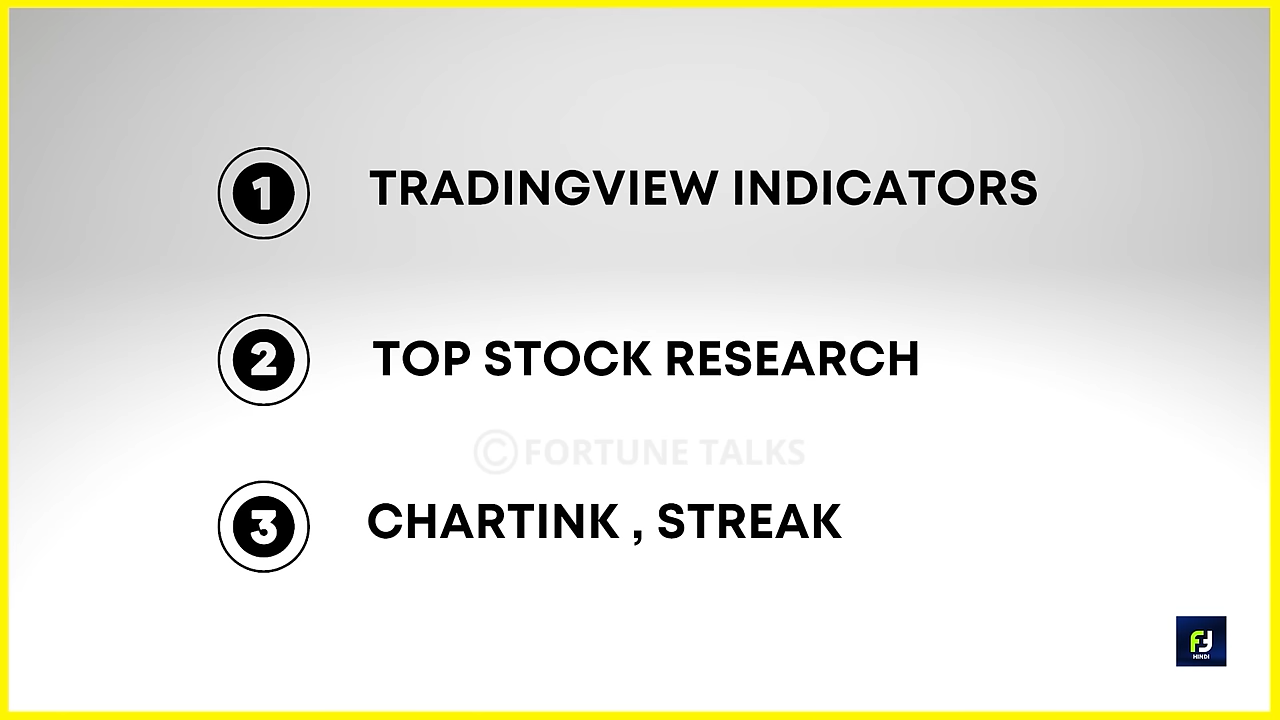 1 TRADINGVIEW INDICATORS
2 TOP STOCK RESEARCH
© FORTUNE TALKS
3 CHARTINK , STREAK
FT
HINDI